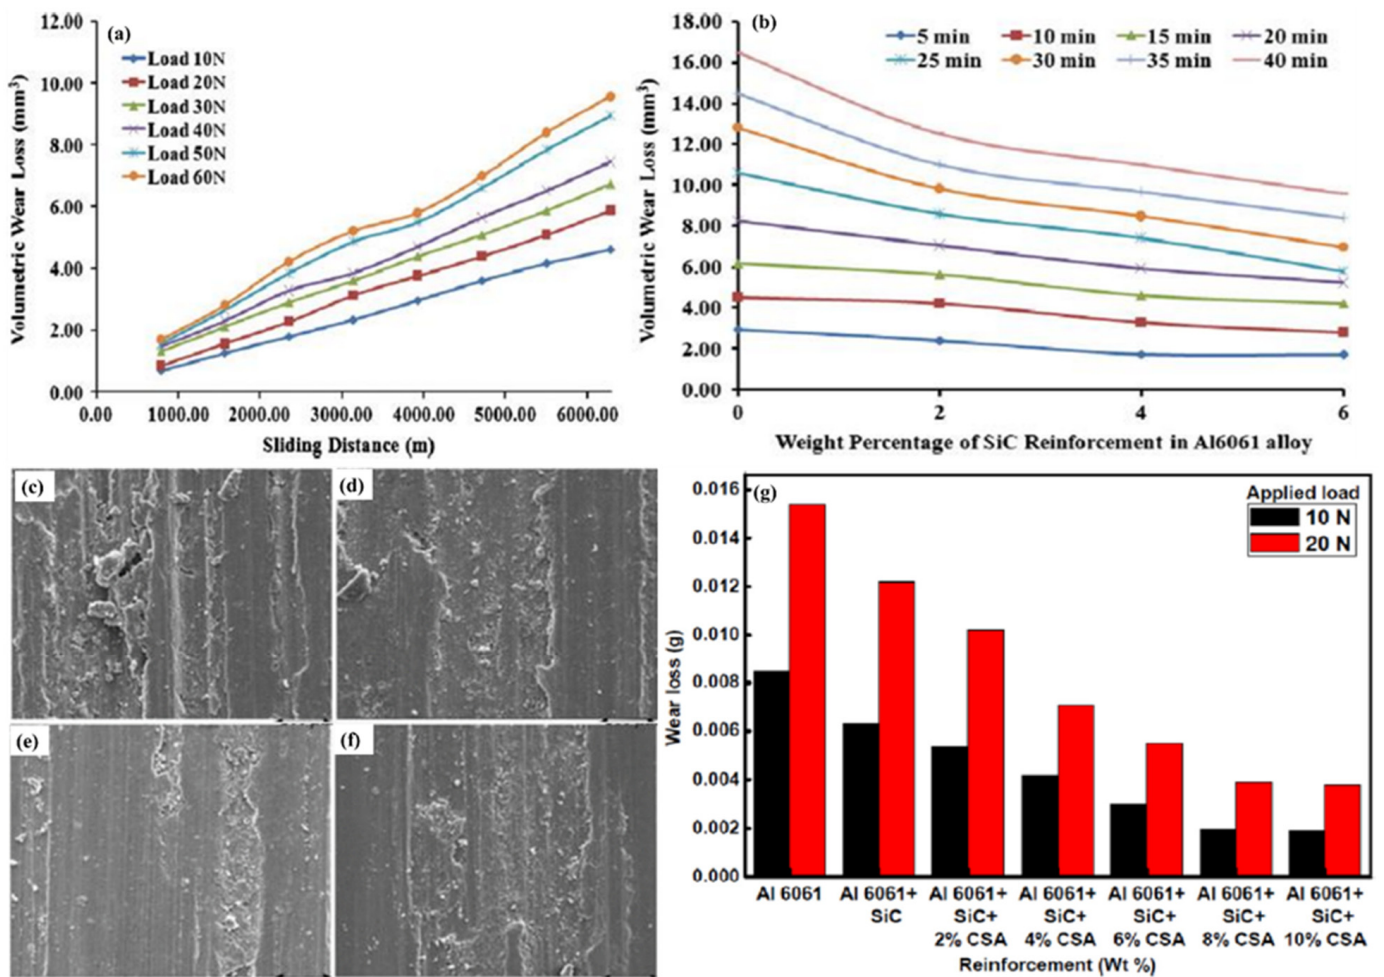 (a)
12.00
10.00
8.00
6.00
4.00
2.00
0.00
Volumetric Wear Loss (mm³)
Load 10N
Load 20N
Load 30N
Load 40N
Load 50N
Load 60N
0.00 1000.00 2000.00 3000.00 4000.00 5000.00 6000.00
Sliding Distance (m)
(b)
18.00
16.00
14.00
12.00
10.00
8.00
6.00
4.00
2.00
0.00
Volumetric Wear Loss (mm³)
5 min 10 min 15 min 20 min
25 min 30 min 35 min 40 min
0 2 4 6
Weight Percentage of SiC Reinforcement in Al6061 alloy
(c)
(d)
(e)
(f)
(g)
0.016
0.014
0.012
0.010
0.008
0.006
0.004
0.002
0.000
Wear loss (g)
Applied load
10 N
20 N
Al 6061 Al 6061+ Al 6061+ Al 6061+ Al 6061+ Al 6061+ Al 6061+
SiC SiC+ SiC+ SiC+ SiC+ SiC+
2% CSA 4% CSA 6% CSA 8% CSA 10% CSA
Reinforcement (Wt %)